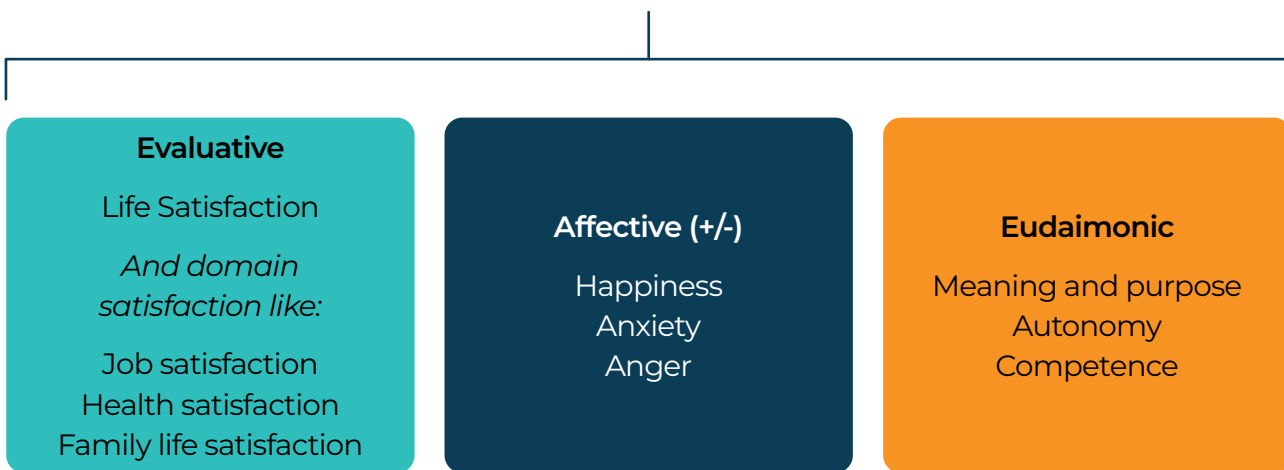 Evaluative
Life Satisfaction
And domain
satisfaction like:
Job satisfaction
Health satisfaction
Family life satisfaction
Affective (+/-)
Happiness
Anxiety
Anger
Eudaimonic
Meaning and purpose
Autonomy
Competence